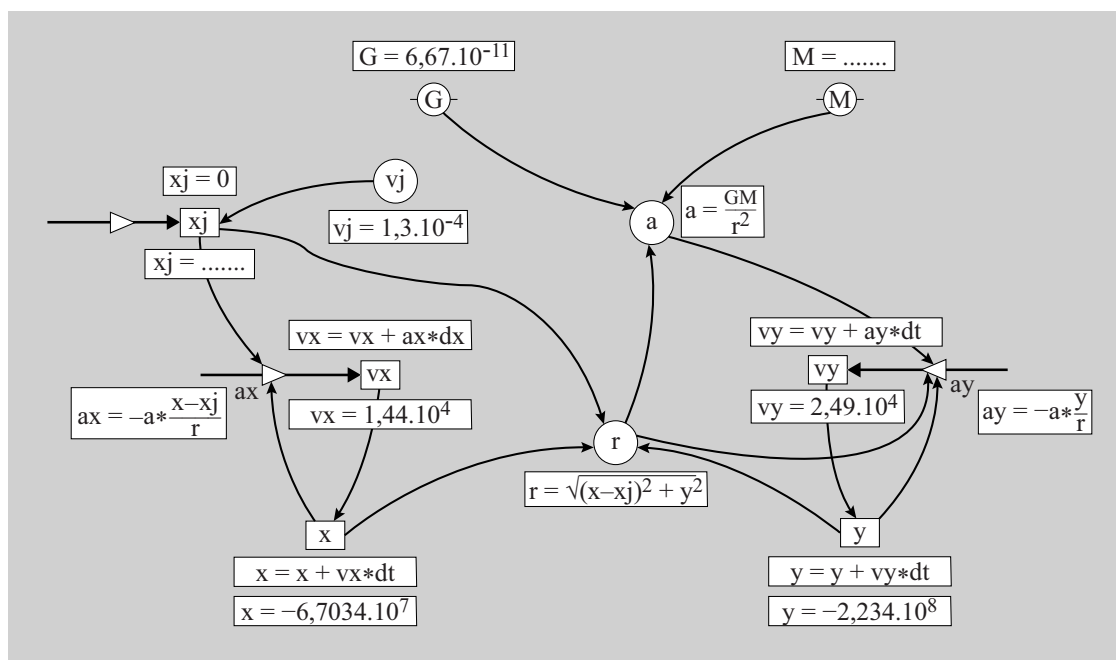 G = 6,67.10⁻¹¹
M = .......
G
M
xj = 0
vj
xj
vj = 1,3.10⁻⁴
a
a = GM/r²
xj = .......
vx = vx + ax*dx
vy = vy + ay*dt
ax
vx
vy
ay
ax = −a*(x−xj)/r
vx = 1,44.10⁴
vy = 2,49.10⁴
ay = −a*y/r
r
r = √(x−xj)² + y²
x
y
x = x + vx*dt
y = y + vy*dt
x = −6,7034.10⁷
y = −2,234.10⁸